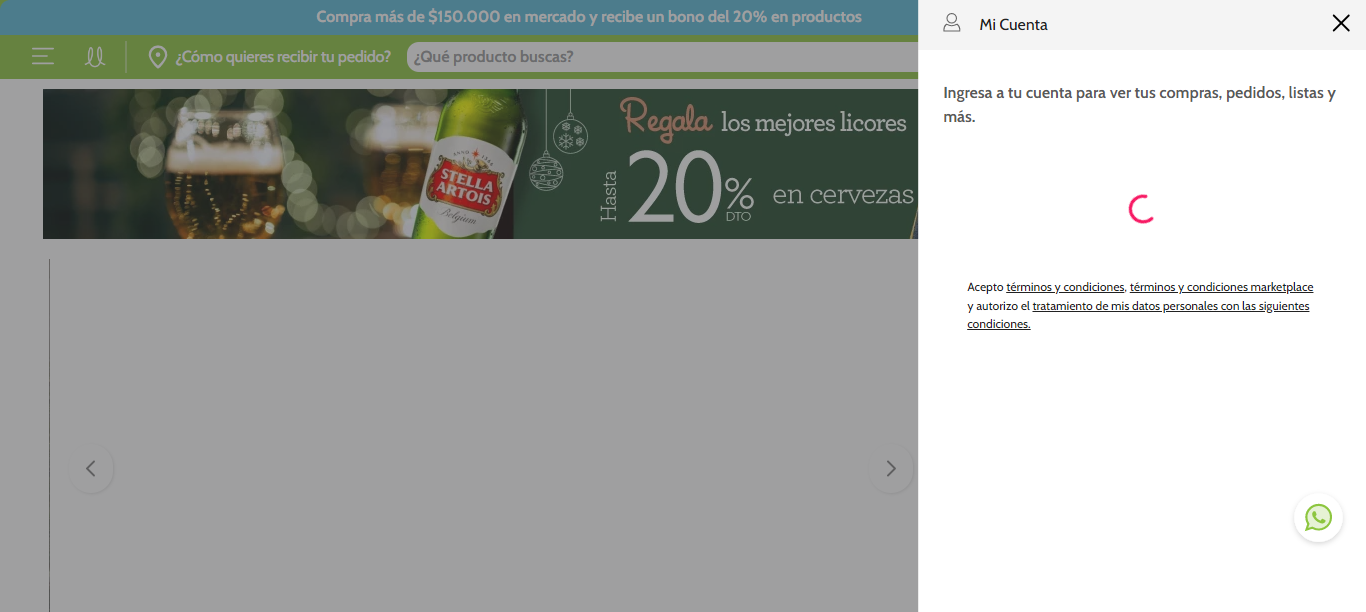 Compra más de $150.000 en mercado y recibe un bono del 20% en productos
¿Cómo quieres recibir tu pedido?
¿Qué producto buscas?
Regala los mejores licores
Hasta 20% DTO en cervezas
ANNO 1366
STELLA
ARTOIS
Belgium
Mi Cuenta
Ingresa a tu cuenta para ver tus compras, pedidos, listas y
más.
Acepto términos y condiciones, términos y condiciones marketplace
y autorizo el tratamiento de mis datos personales con las siguientes
condiciones.